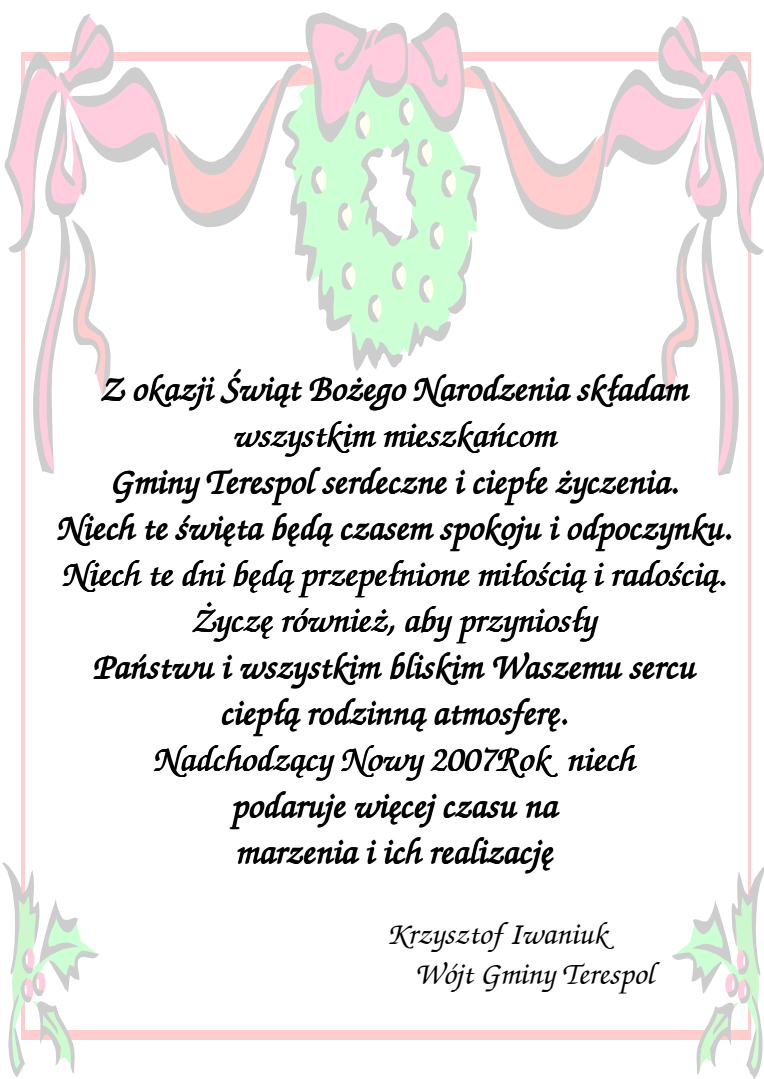 Z okazji Świąt Bożego Narodzenia składam
wszystkim mieszkańcom
Gminy Terespol serdeczne i ciepłe życzenia.
Niech te święta będą czasem spokoju i odpoczynku.
Niech te dni będą przepełnione miłością i radością.
Życzę również, aby przyniosły
Państwu i wszystkim bliskim Waszemu sercu
ciepłą rodzinną atmosferę.
Nadchodzący Nowy 2007Rok niech
podaruje więcej czasu na
marzenia i ich realizację
Krzysztof Iwaniuk
Wójt Gminy Terespol